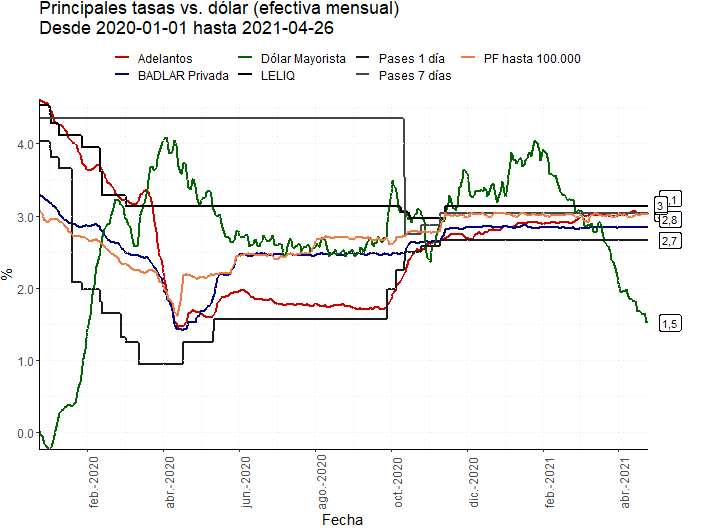 Principales tasas vs. dólar (efectiva mensual)
Desde 2020-01-01 hasta 2021-04-26
Adelantos
Dólar Mayorista
Pases 1 día
PF hasta 100.000
BADLAR Privada
LELIQ
Pases 7 días
%
4.0
3.0
2.0
1.0
0.0
3
,1
2,8
2,7
1,5
feb.-2020
abr.-2020
jun.-2020
ago.-2020
oct.-2020
dic.-2020
feb.-2021
abr.-2021
Fecha